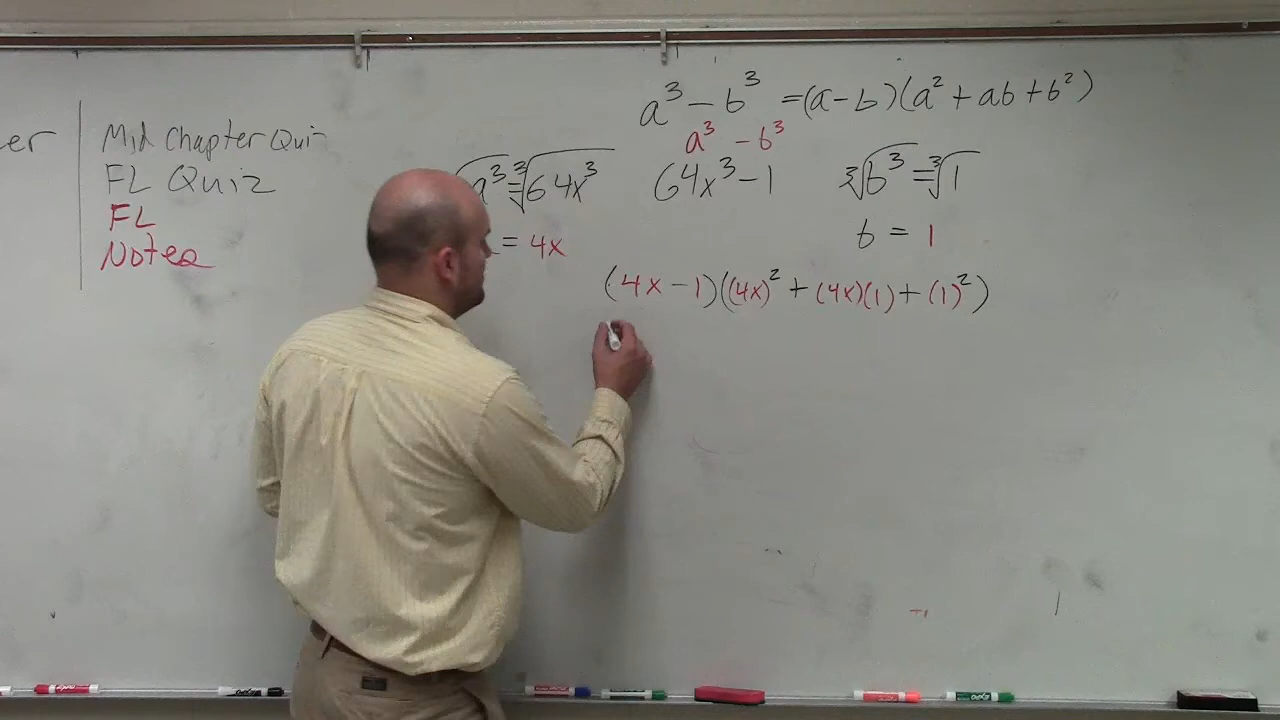 er
Mid Chapter Quiz
FL Quiz
FL
Notes
a³ - b³ = (a - b)(a² + ab + b²)
a³ - b³
∛a³ = ∛64x³
64x³ - 1
∛b³ = ∛1
= 4x
b = 1
(4x - 1)((4x)² + (4x)(1) + (1)²)